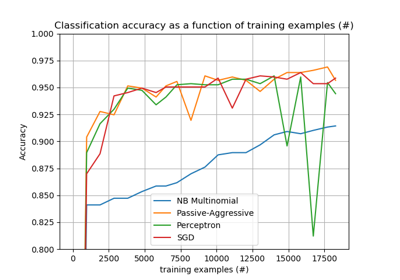 Classification accuracy as a function of training examples (#)
1.000
0.975
0.950
0.925
0.900
0.875
0.850
0.825
0.800
Accuracy
NB Multinomial
Passive-Aggressive
Perceptron
SGD
0 2500 5000 7500 10000 12500 15000 17500
training examples (#)